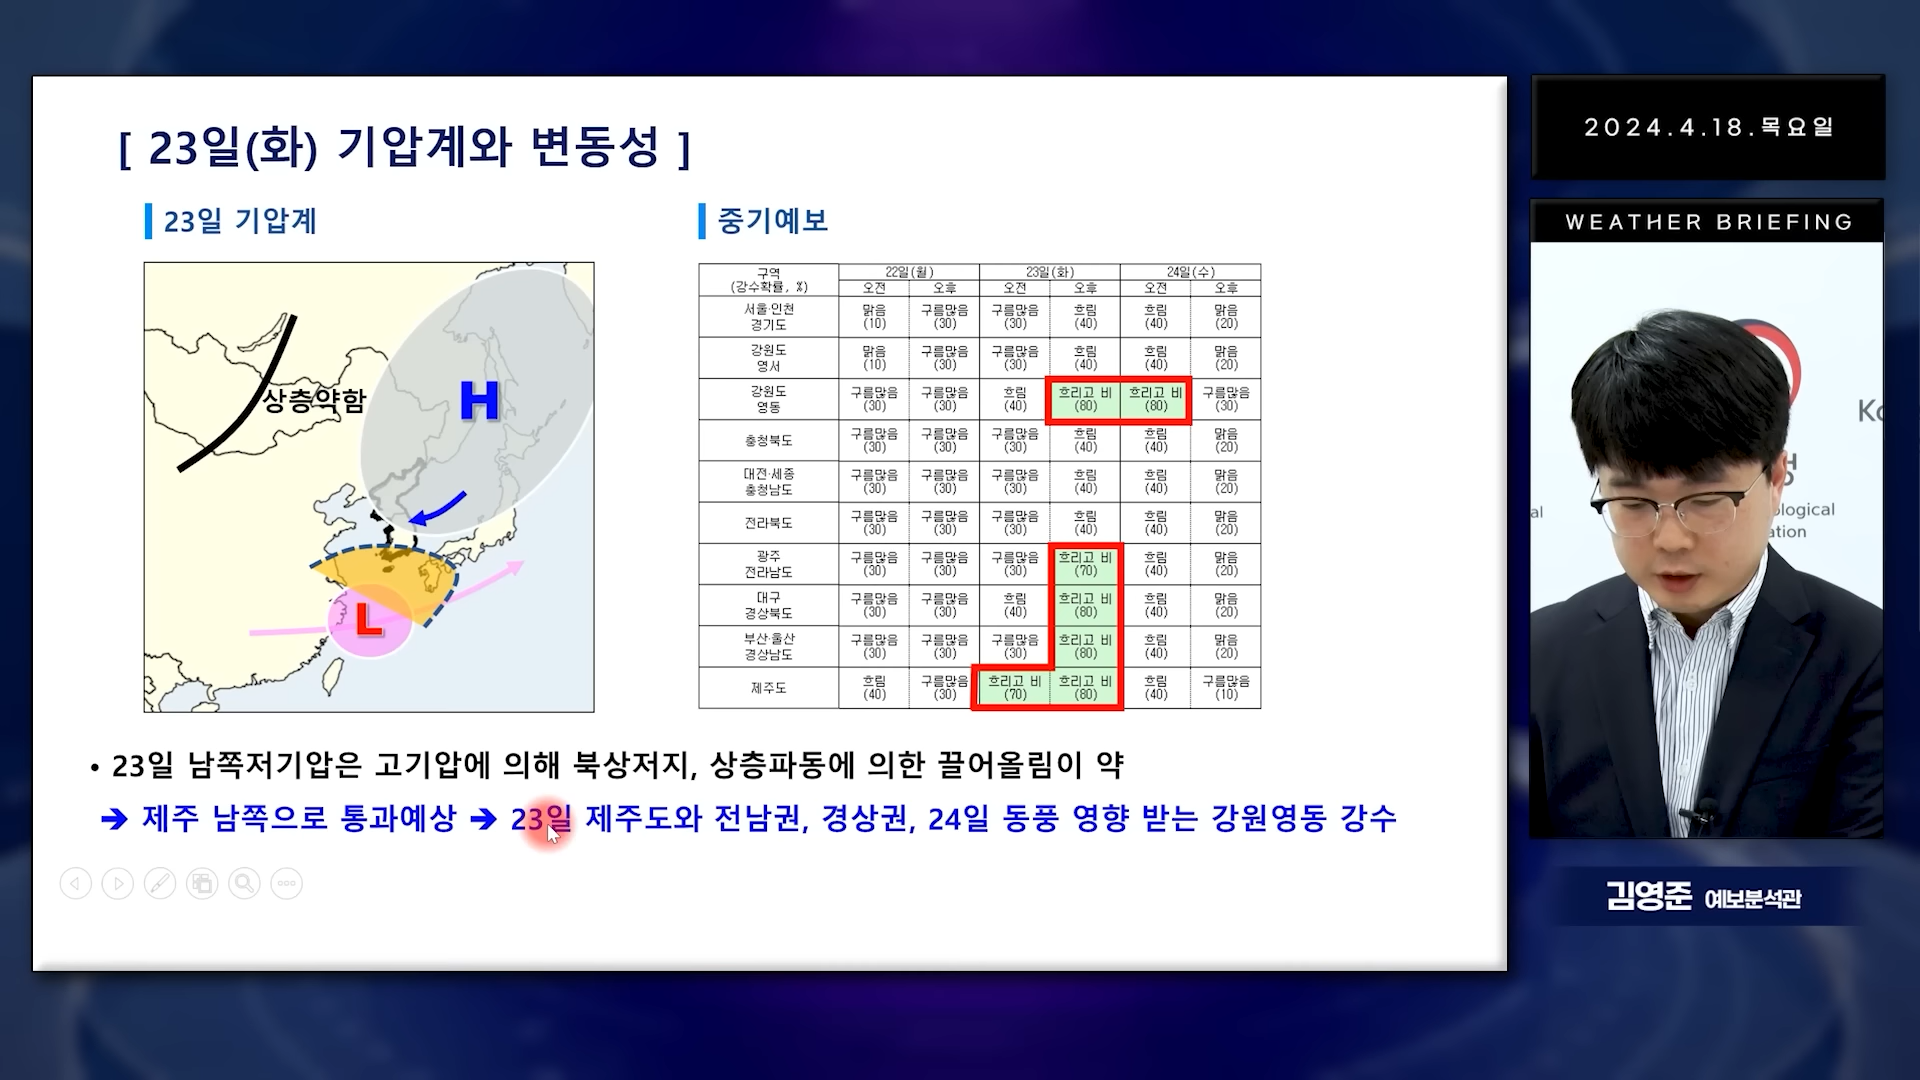 [ 23일(화) 기압계와 변동성 ]
23일 기압계
중기예보
상층약함
H
L
구역 22일(월) 23일(화) 24일(수)
(강수확률, %) 오전 오후 오전 오후 오전 오후
서울·인천 맑음 구름많음 구름많음 흐림 흐림 맑음
경기도 (10) (30) (30) (40) (40) (20)
강원도 맑음 구름많음 구름많음 흐림 흐림 맑음
영서 (10) (30) (30) (40) (40) (20)
강원도 구름많음 구름많음 흐림 흐리고 비 흐리고 비 구름많음
영동 (30) (30) (40) (80) (80) (30)
충청북도 구름많음 구름많음 구름많음 흐림 흐림 맑음
(30) (30) (30) (40) (40) (20)
대전·세종 구름많음 구름많음 구름많음 흐림 흐림 맑음
충청남도 (30) (30) (30) (40) (40) (20)
전라북도 구름많음 구름많음 구름많음 흐림 흐림 맑음
(30) (30) (30) (40) (40) (20)
광주 구름많음 구름많음 구름많음 흐리고 비 흐림 맑음
전라남도 (30) (30) (30) (70) (40) (20)
대구 구름많음 구름많음 흐림 흐리고 비 흐림 맑음
경상북도 (30) (30) (40) (80) (40) (20)
부산·울산 구름많음 구름많음 구름많음 흐리고 비 흐림 맑음
경상남도 (30) (30) (30) (80) (40) (20)
제주도 흐림 구름많음 흐리고 비 흐리고 비 흐림 구름많음
(40) (30) (70) (80) (40) (10)
• 23일 남쪽저기압은 고기압에 의해 북상저지, 상층파동에 의한 끌어올림이 약
➔ 제주 남쪽으로 통과예상 ➔ 23일 제주도와 전남권, 경상권, 24일 동풍 영향 받는 강원영동 강수
2024.4.18.목요일
WEATHER BRIEFING
김영준 예보분석관